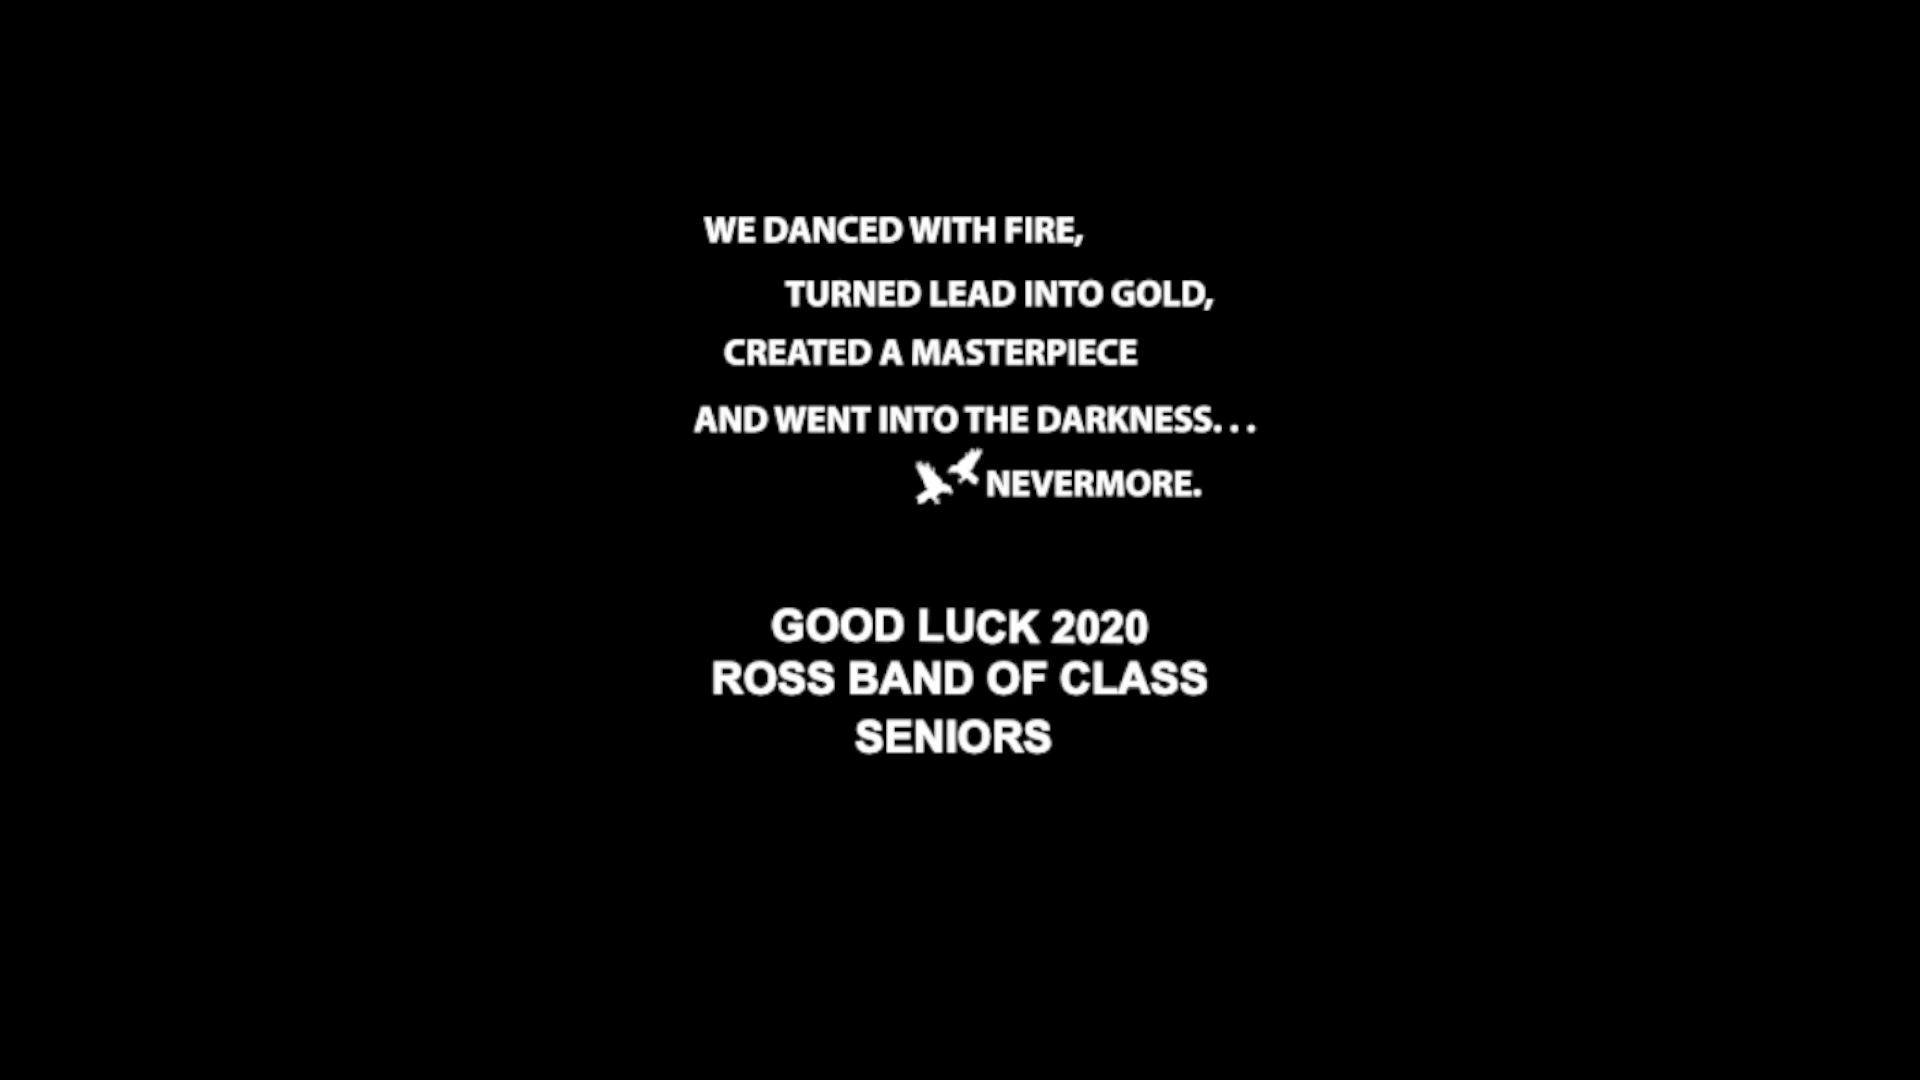 WE DANCED WITH FIRE,
TURNED LEAD INTO GOLD,
CREATED A MASTERPIECE
AND WENT INTO THE DARKNESS. . .
NEVERMORE.
GOOD LUCK 2020
ROSS BAND OF CLASS
SENIORS